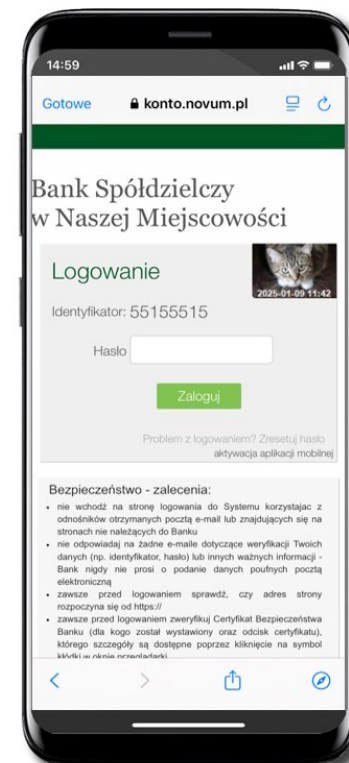 14:59
Gotowe konto.novum.pl
Bank Spółdzielczy
w Naszej Miejscowości
Logowanie
2025-01-09 11:42
Identyfikator: 55155515
Hasło
Zaloguj
Problem z logowaniem? Zresetuj hasło
aktywacja aplikacji mobilnej
Bezpieczeństwo - zalecenia:
• nie wchodź na stronę logowania do Systemu korzystajac z
odnośników otrzymanych pocztą e-mail lub znajdujących się na
stronach nie należących do Banku
• nie odpowiadaj na żadne e-maile dotyczące weryfikacji Twoich
danych (np. identyfikator, hasło) lub innych ważnych informacji -
Bank nigdy nie prosi o podanie danych poufnych pocztą
elektroniczną
• zawsze przed logowaniem sprawdź, czy adres strony
rozpoczyna się od https://
• zawsze przed logowaniem zweryfikuj Certyfikat Bezpieczeństwa
Banku (dla kogo został wystawiony oraz odcisk certyfikatu),
którego szczegóły są dostępne poprzez kliknięcie na symbol
kłódki w oknie przeglądarki